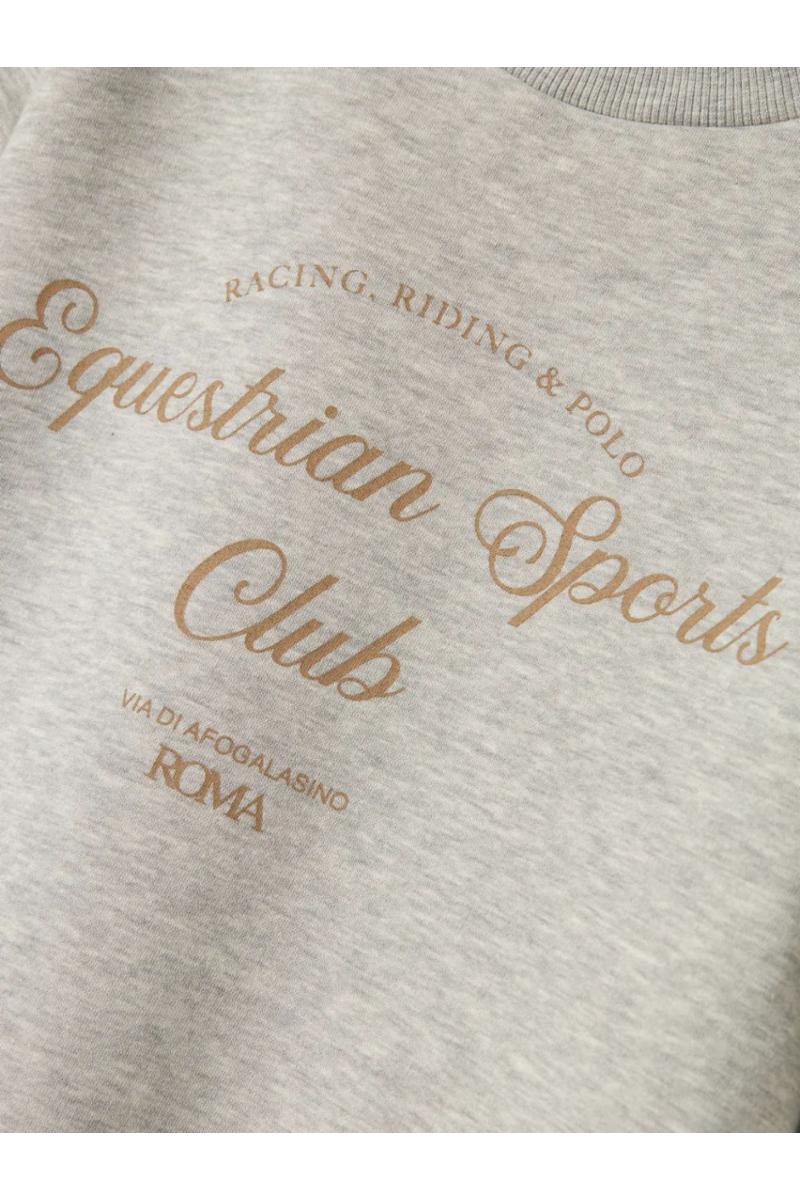 RACING, RIDING & POLO
Equestrian Sports
Club
VIA DI AFOGALASINO
ROMA